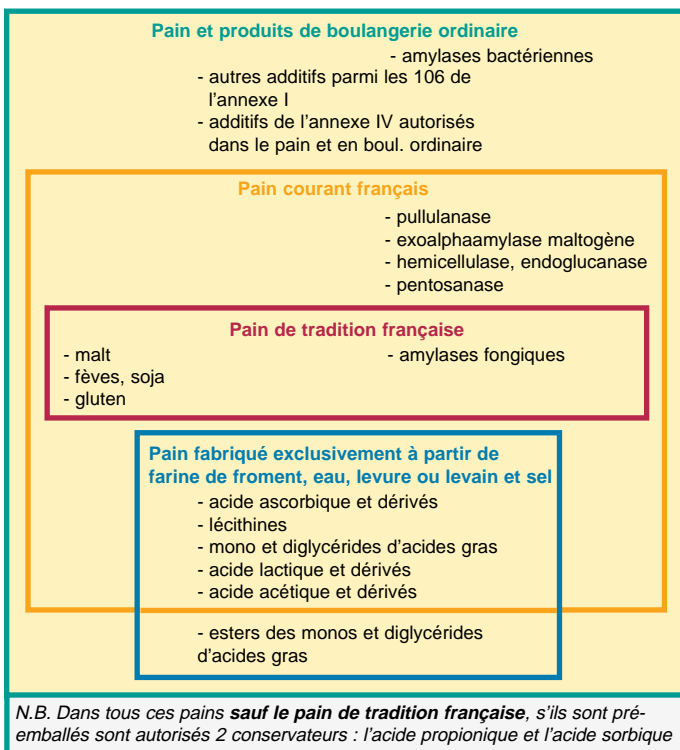 Pain et produits de boulangerie ordinaire
- amylases bactériennes
- autres additifs parmi les 106 de
l'annexe I
- additifs de l'annexe IV autorisés
dans le pain et en boul. ordinaire
Pain courant français
- pullulanase
- exoalphaamylase maltogène
- hemicellulase, endoglucanase
- pentosanase
Pain de tradition française
- malt
- fèves, soja
- gluten
- amylases fongiques
Pain fabriqué exclusivement à partir de
farine de froment, eau, levure ou levain et sel
- acide ascorbique et dérivés
- lécithines
- mono et diglycérides d'acides gras
- acide lactique et dérivés
- acide acétique et dérivés
- esters des monos et diglycérides
d'acides gras
N.B. Dans tous ces pains sauf le pain de tradition française, s'ils sont pré-
emballés sont autorisés 2 conservateurs : l'acide propionique et l'acide sorbique